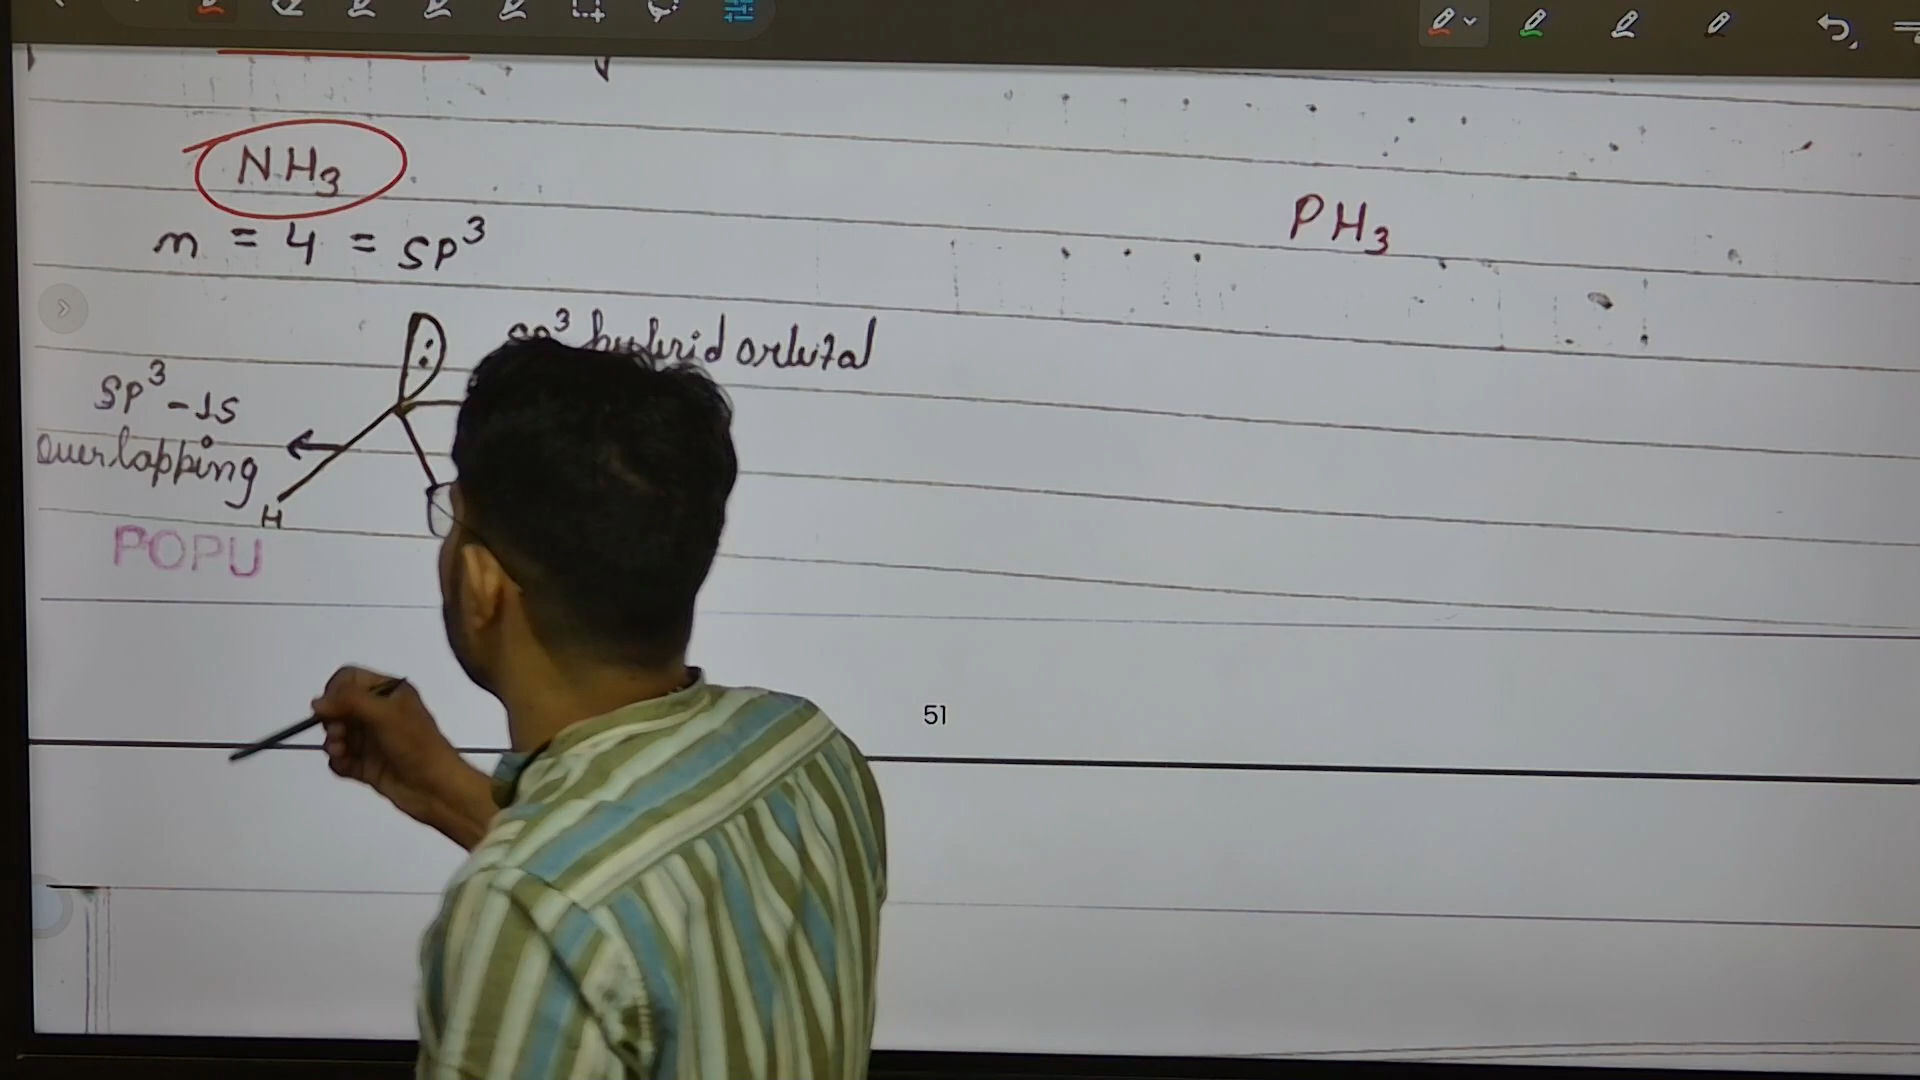 NH3
n = 4 = sp³
PH3
sp³ hybrid orbital
sp³-1s
overlapping
H
POPU
51